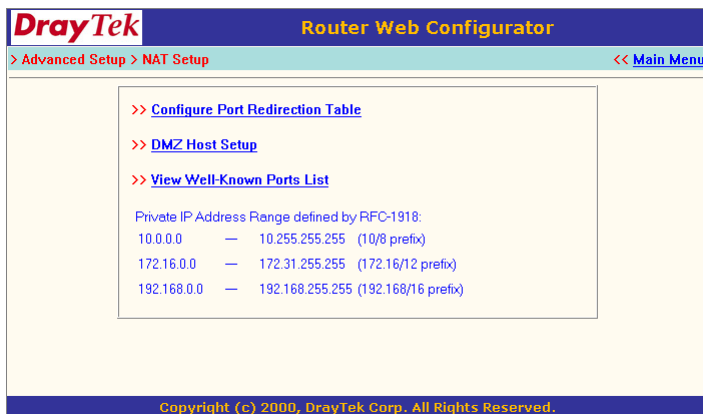 DrayTek Router Web Configurator
> Advanced Setup > NAT Setup << Main Menu
>> Configure Port Redirection Table
>> DMZ Host Setup
>> View Well-Known Ports List
Private IP Address Range defined by RFC-1918:
10.0.0.0 — 10.255.255.255 (10/8 prefix)
172.16.0.0 — 172.31.255.255 (172.16/12 prefix)
192.168.0.0 — 192.168.255.255 (192.168/16 prefix)
Copyright (c) 2000, DrayTek Corp. All Rights Reserved.